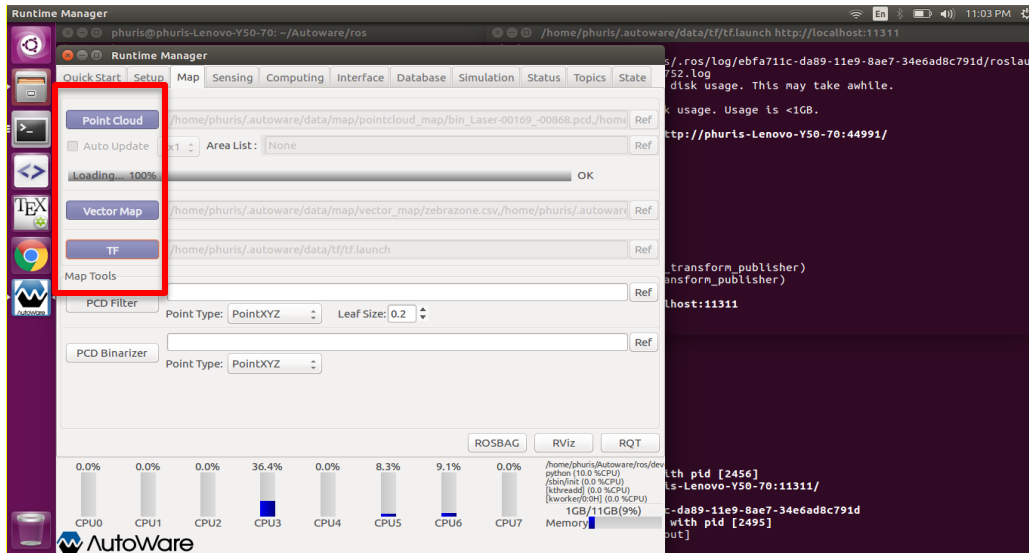 Runtime Manager
En
11:03 PM
phuris@phuris-Lenovo-Y50-70: ~/Autoware/ros
/home/phuris/.autoware/data/tf/tf.launch http://localhost:11311
Runtime Manager
Quick Start Setup Map Sensing Computing Interface Database Simulation Status Topics State
Point Cloud /home/phuris/.autoware/data/map/pointcloud_map/bin_Laser-00169_-00868.pcd,/home Ref
Auto Update x1 Area List : None Ref
Loading... 100% OK
Vector Map /home/phuris/.autoware/data/map/vector_map/zebrazone.csv,/home/phuris/.autoware Ref
TF /home/phuris/.autoware/data/tf/tf.launch Ref
Map Tools
PCD Filter Ref
Point Type: PointXYZ Leaf Size: 0.2
PCD Binarizer Ref
Point Type: PointXYZ
ROSBAG RViz RQT
0.0% 0.0% 0.0% 36.4% 0.0% 8.3% 9.1% 0.0%
CPU0 CPU1 CPU2 CPU3 CPU4 CPU5 CPU6 CPU7
/home/phuris/Autoware/ros/dev
python (10.0 %CPU)
/sbin/init (0.0 %CPU)
[kthreadd] (0.0 %CPU)
[kworker/0:0H] (0.0 %CPU)
1GB/11GB(9%)
Memory
AutoWare
s/.ros/log/ebfa711c-da89-11e9-8ae7-34e6ad8c791d/roslau
752.log
disk usage. This may take awhile.
k usage. Usage is <1GB.
ttp://phuris-Lenovo-Y50-70:44991/
_transform_publisher)
ansform_publisher)
lhost:11311
ith pid [2456]
is-Lenovo-Y50-70:11311/
c-da89-11e9-8ae7-34e6ad8c791d
with pid [2495]
out]
TEX
AutoWare